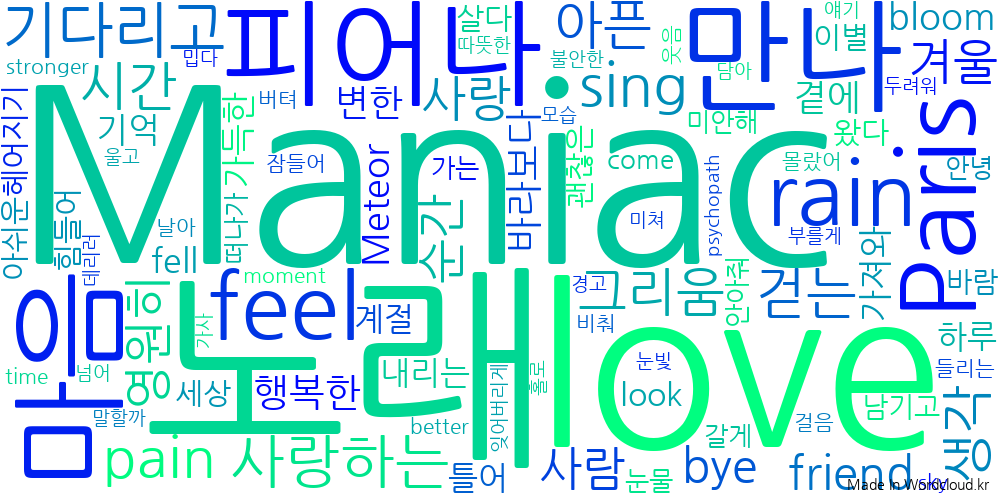 기다리고
피어나
아픈
만나
살다
따뜻한
웃음
얘기
이별
bloom
stronger
밉다
시간
버텨
변한
사랑
불안한
sing
담아
곁에
두려워
겨울
Maniac
기억
울고
가득한
떠나가
잠들어
Meteor
가는
순간
바라보다
모습
괜찮은
미안해
come
미쳐
psychopath
몰랐어
왔다
rain
부를게
안녕
Paris
아쉬운
헤어지기
힘들어
데리러
날아
fell
moment
feel
계절
가사
마음
영원히
노래
love
경고
비춰
그리움
안아줘
걷는
가져와
바람
하루
들리는
time
넘어
말할까
세상
행복한
내리는
잊어버리게
홀로
눈빛
look
better
갈게
걸음
남기고
생각
pain
사랑하는
틀어
사람
눈물
bye
friend
sky
Made In Wordcloud.kr